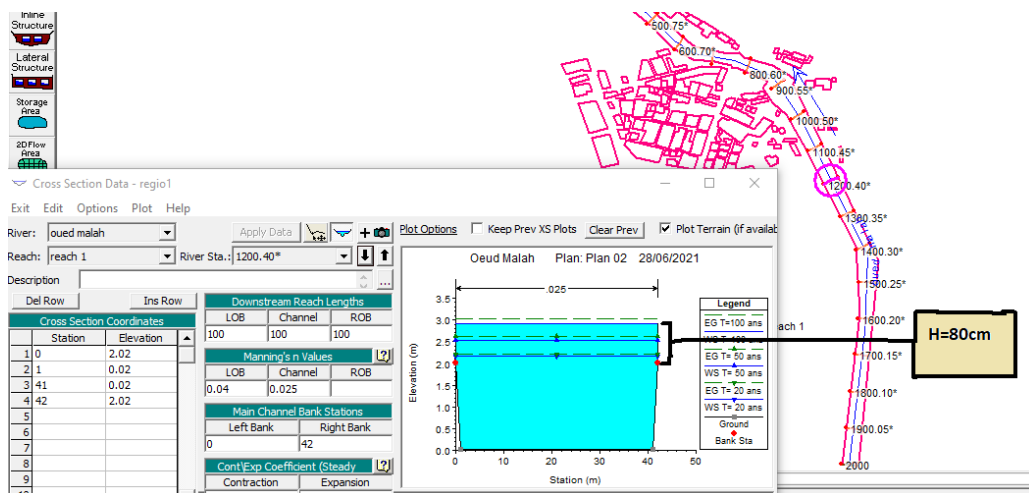 Inline
Structure
Lateral
Structure
Storage
Area
2D Flow
Area
500.75*
600.70*
800.60*
900.55*
1000.50*
1100.45*
1200.40*
1300.35*
1400.30*
1500.25*
1600.20*
1700.15*
1800.10*
1900.05*
2000
ach 1
H=80cm
Cross Section Data - regio1
Exit Edit Options Plot Help
River: oued malah Apply Data
Plot Options Keep Prev XS Plots Clear Prev Plot Terrain (if availab
Reach: reach 1 River Sta.: 1200.40*
Description ...
Del Row Ins Row
Cross Section Coordinates
Station Elevation
1 0 2.02
2 1 0.02
3 41 0.02
4 42 2.02
5
6
7
8
9
Downstream Reach Lengths
LOB Channel ROB
100 100 100
Manning's n Values
LOB Channel ROB
0.04 0.025
Main Channel Bank Stations
Left Bank Right Bank
0 42
Cont\Exp Coefficient (Steady
Contraction Expansion
Oeud Malah Plan: Plan 02 28/06/2021
.025
Elevation (m)
3.5
3.0
2.5
2.0
1.5
1.0
0.5
0.0
0 10 20 30 40 50
Station (m)
Legend
EG T=100 ans
EG T= 50 ans
WS T= 50 ans
EG T= 20 ans
WS T= 20 ans
Ground
Bank Sta